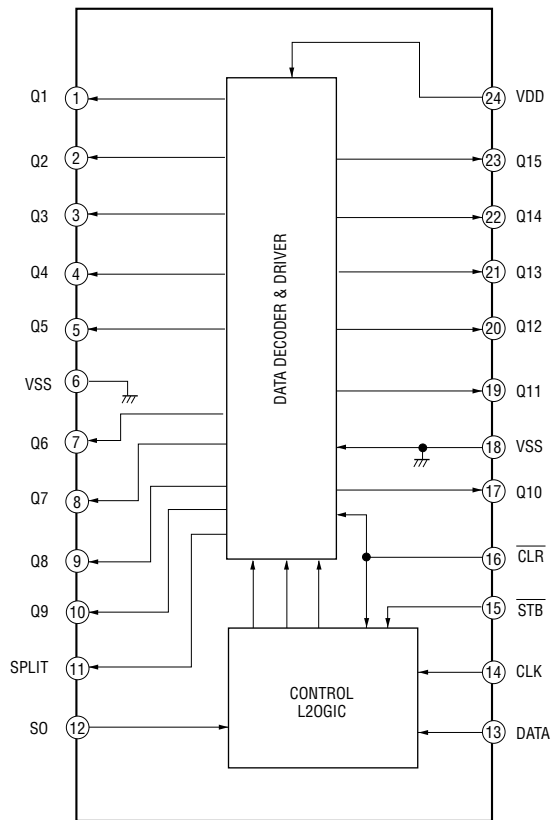 Q1 1
Q2 2
Q3 3
Q4 4
Q5 5
VSS 6
Q6 7
Q7 8
Q8 9
Q9 10
SPLIT 11
SO 12
DATA DECODER & DRIVER
CONTROL
L2OGIC
24 VDD
23 Q15
22 Q14
21 Q13
20 Q12
19 Q11
18 VSS
17 Q10
16 CLR
15 STB
14 CLK
13 DATA